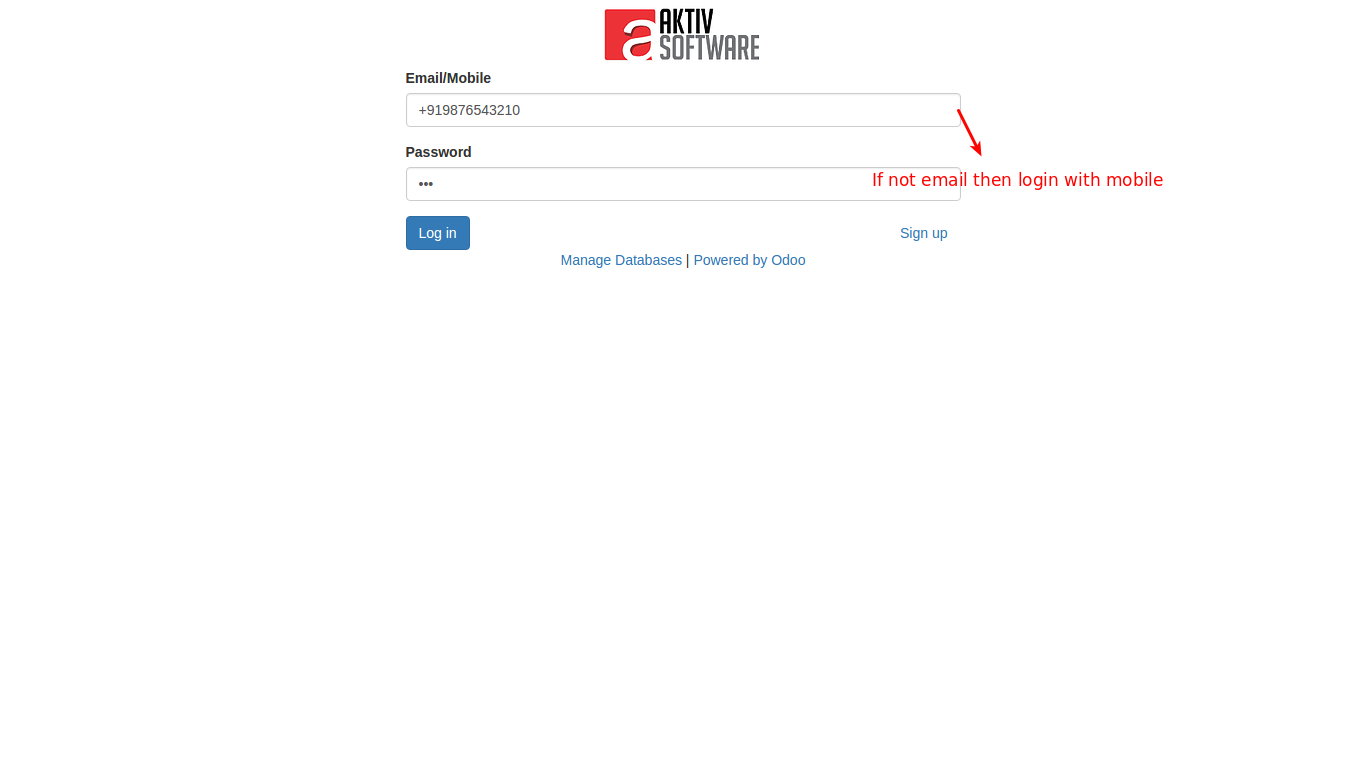 AKTIV
SOFTWARE
Email/Mobile
+919876543210
Password
•••
If not email then login with mobile
Log in
Sign up
Manage Databases | Powered by Odoo